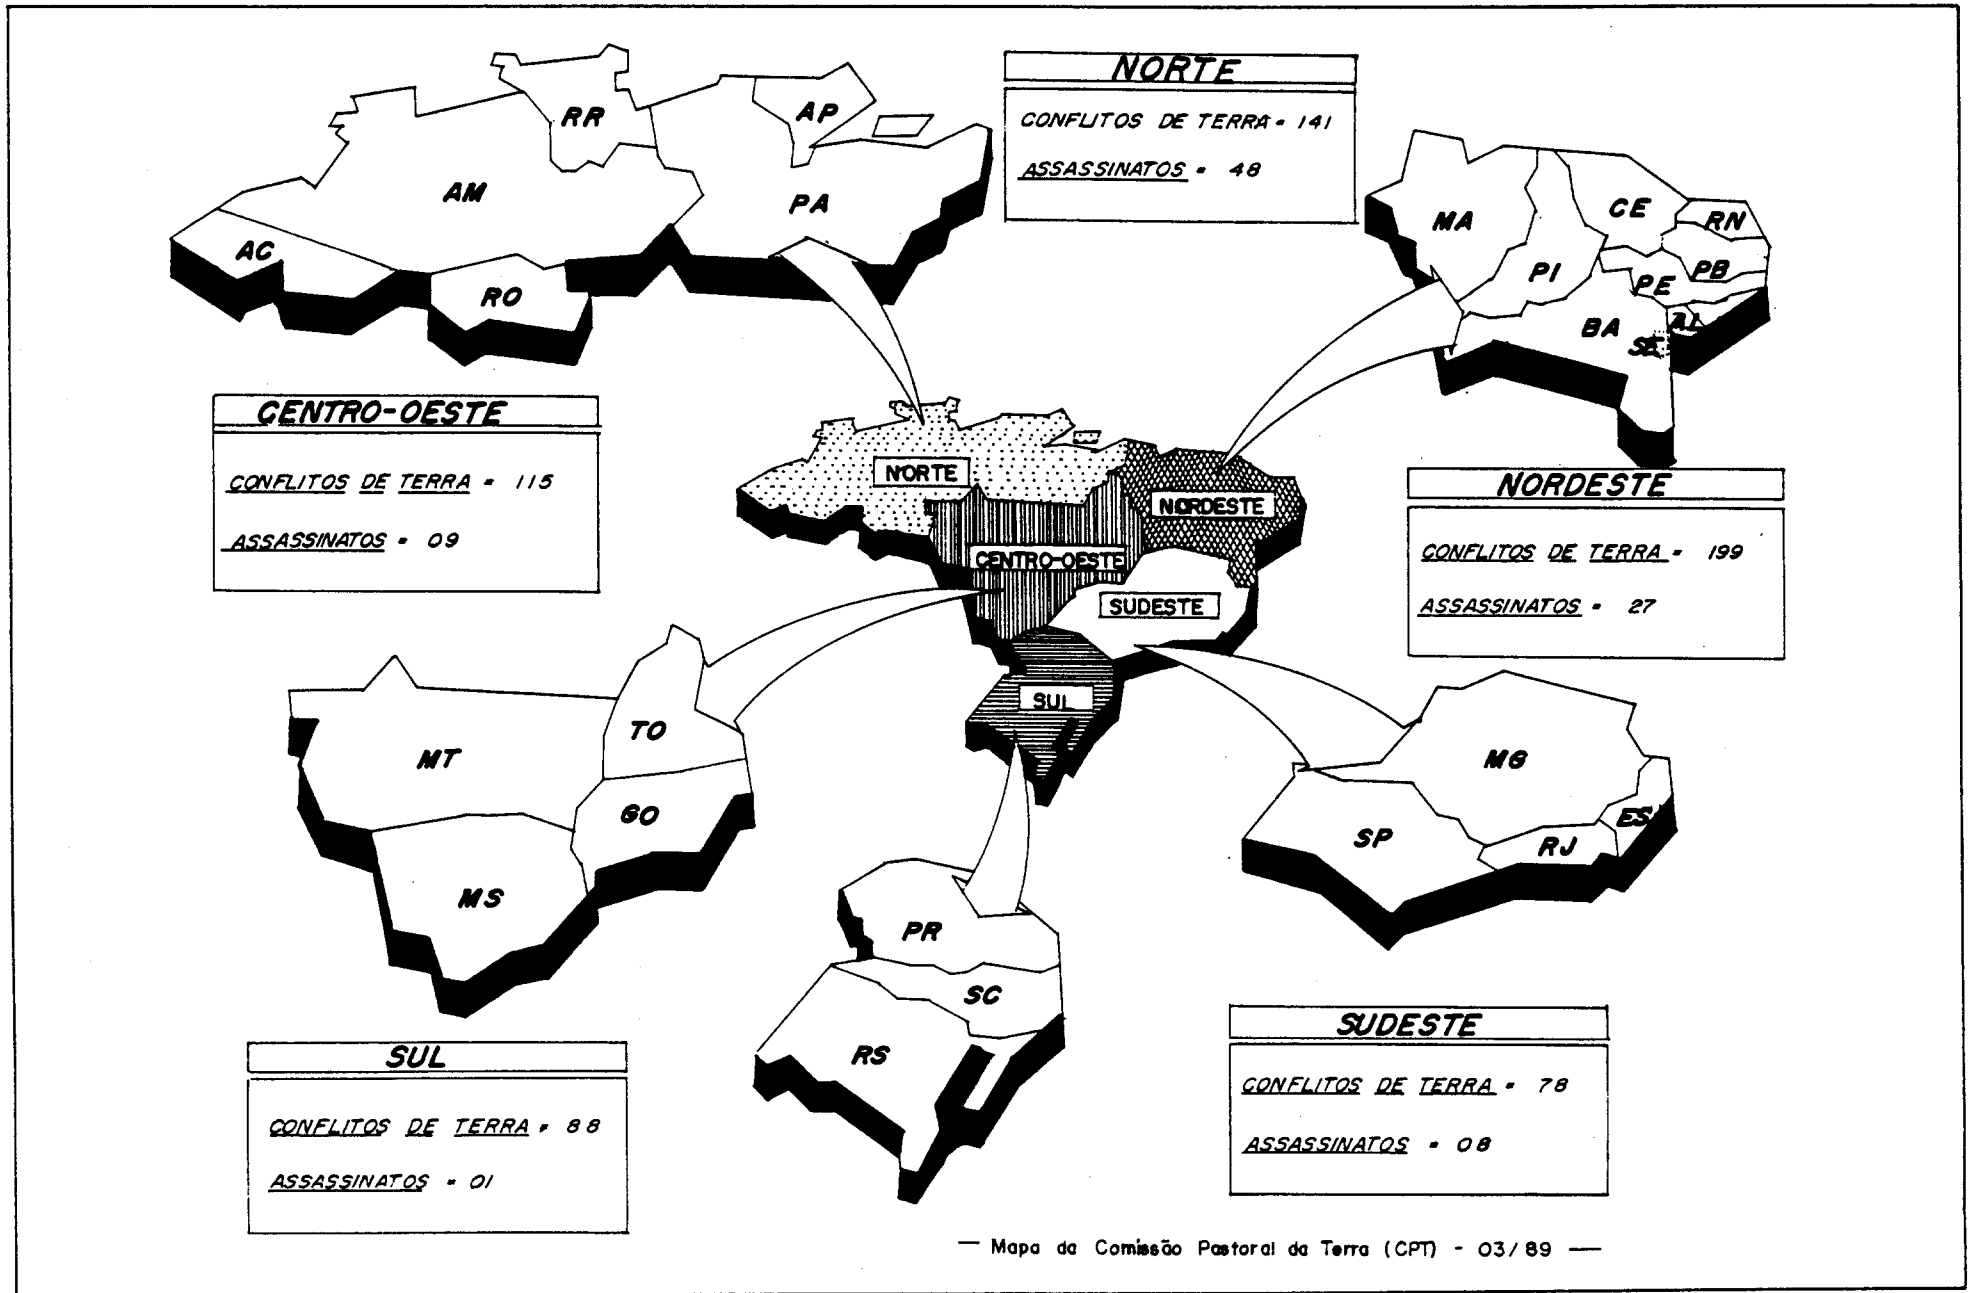 NORTE
CONFLITOS DE TERRA = 141
ASSASSINATOS = 48
RR
AP
AM
PA
AC
RO
MA
CE
RN
PI
PB
PE
BA
AL
SE
CENTRO-OESTE
CONFLITOS DE TERRA = 115
ASSASSINATOS = 09
NORTE
NORDESTE
CENTRO-OESTE
SUDESTE
SUL
NORDESTE
CONFLITOS DE TERRA = 199
ASSASSINATOS = 27
TO
MT
GO
MS
MG
ES
SP
RJ
PR
SC
RS
SUL
CONFLITOS DE TERRA = 88
ASSASSINATOS = 01
SUDESTE
CONFLITOS DE TERRA = 78
ASSASSINATOS = 08
— Mapa da Comissão Pastoral da Terra (CPT) - 03/89 —